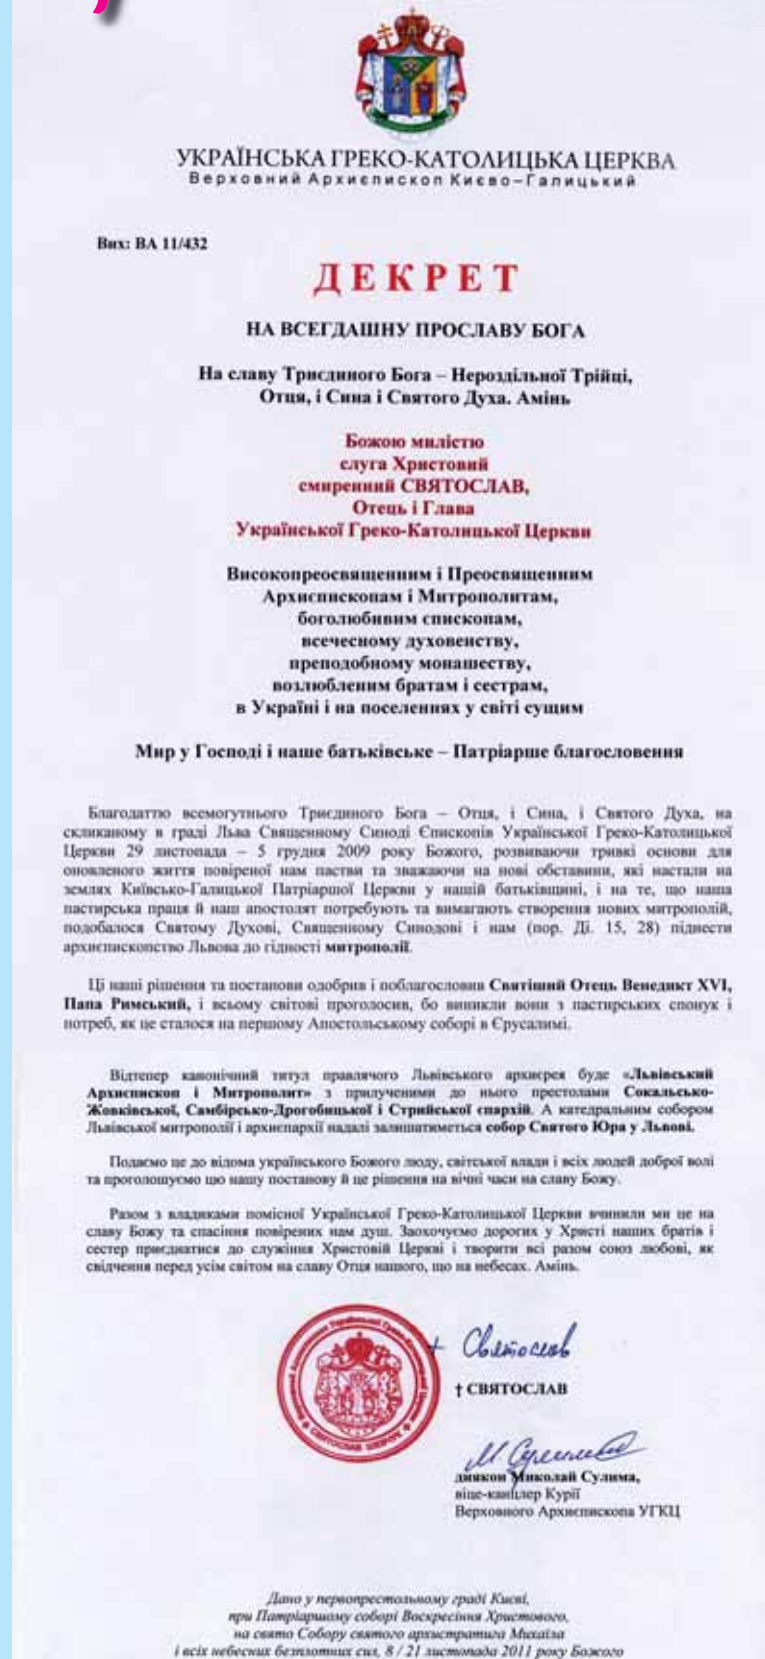 УКРАЇНСЬКА ГРЕКО-КАТОЛИЦЬКА ЦЕРКВА
Верховний Архиєпископ Києво–Галицький
Вих: ВА 11/432
ДЕКРЕТ
НА ВСЕГДАШНУ ПРОСЛАВУ БОГА
На славу Триєдиного Бога – Нероздільної Трійці,
Отця, і Сина і Святого Духа. Амінь
Божою милістю
слуга Христовий
смиренний СВЯТОСЛАВ,
Отець і Глава
Української Греко-Католицької Церкви
Високопреосвященним і Преосвященним
Архиєпископам і Митрополитам,
боголюбивим єпископам,
всечесному духовенству,
преподобному монашеству,
возлюбленим братам і сестрам,
в Україні і на поселеннях у світі сущим
Мир у Господі і наше батьківське – Патріарше благословення
Благодаттю всемогутнього Триєдиного Бога – Отця, і Сина, і Святого Духа, на
скликаному в граді Льва Священному Синоді Єпископів Української Греко-Католицької
Церкви 29 листопада – 5 грудня 2009 року Божого, розвиваючи тривкі основи для
оновленого життя повіреної нам пастви та зважаючи на нові обставини, які настали на
землях Київсько-Галицької Патріаршої Церкви у нашій батьківщині, і на те, що наша
пастирська праця й наш апостолят потребують та вимагають створення нових митрополій,
подобалося Святому Духові, Священному Синодові і нам (пор. Ді. 15, 28) піднести
архиєпископство Львова до гідності митрополії.
Ці наші рішення та постанови одобрив і поблагословив Святіший Отець Венедикт XVI,
Папа Римський, і всьому світові проголосив, бо виникли вони з пастирських спонук і
потреб, як це сталося на першому Апостольському соборі в Єрусалимі.
Відтепер канонічний титул правлячого Львівського архиєрея буде «Львівський
Архиєпископ і Митрополит» з прилученими до нього престолами Сокальсько-
Жовківської, Самбірсько-Дрогобицької і Стрийської єпархій. А катедральним собором
Львівської митрополії і архиєпархії надалі залишатиметься собор Святого Юра у Львові.
Подаємо це до відома українського Божого люду, світської влади і всіх людей доброї волі
та проголошуємо цю нашу постанову й це рішення на вічні часи на славу Божу.
Разом з владиками помісної Української Греко-Католицької Церкви вчинили ми це на
славу Божу та спасіння повірених нам душ. Заохочуємо дорогих у Христі наших братів і
сестер приєднатися до служіння Христовій Церкві і творити всі разом союз любові, як
свідчення перед усім світом на славу Отця нашого, що на небесах. Амінь.
+ Святослав
† СВЯТОСЛАВ
М. Сулима
диякон Миколай Сулима,
віце-канцлер Курії
Верховного Архиєпископа УГКЦ
СВЯТОСЛАВ ШЕВЧУК
Дано у первопрестольному граді Києві,
при Патріаршому соборі Воскресіння Христового,
на свято Собору святого архистратига Михаїла
і всіх небесних безплотних сил, 8 / 21 листопада 2011 року Божого